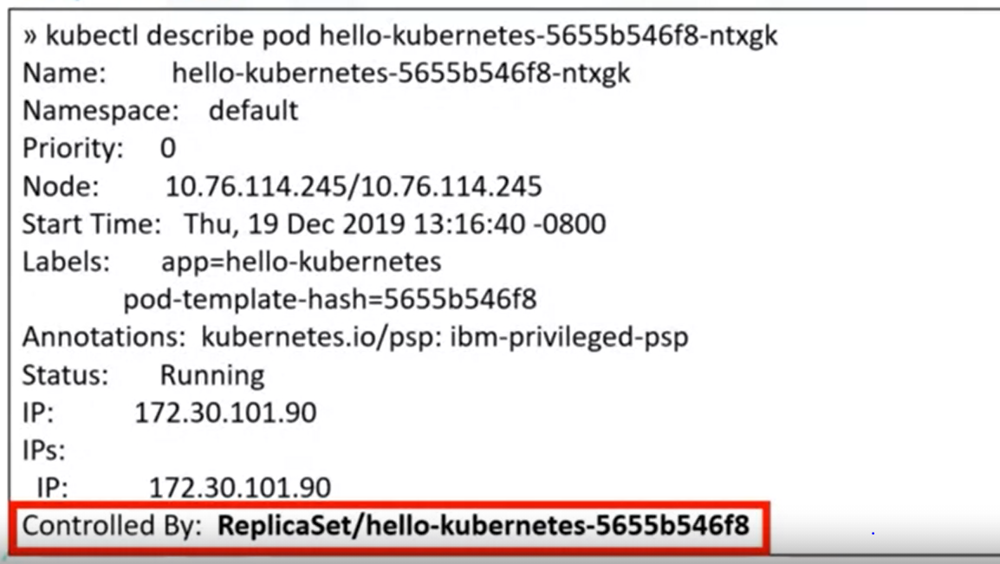 » kubectl describe pod hello-kubernetes-5655b546f8-ntxgk
Name: hello-kubernetes-5655b546f8-ntxgk
Namespace: default
Priority: 0
Node: 10.76.114.245/10.76.114.245
Start Time: Thu, 19 Dec 2019 13:16:40 -0800
Labels: app=hello-kubernetes
pod-template-hash=5655b546f8
Annotations: kubernetes.io/psp: ibm-privileged-psp
Status: Running
IP: 172.30.101.90
IPs:
IP: 172.30.101.90
Controlled By: ReplicaSet/hello-kubernetes-5655b546f8